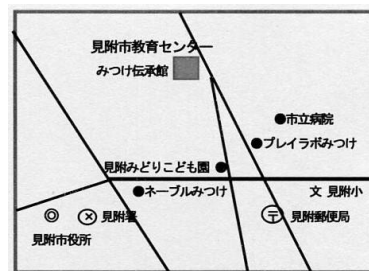 見附市教育センター
みつけ伝承館
市立病院
プレイラボみつけ
見附みどりこども園
ネーブルみつけ
文 見附小
見附署
見附郵便局
見附市役所